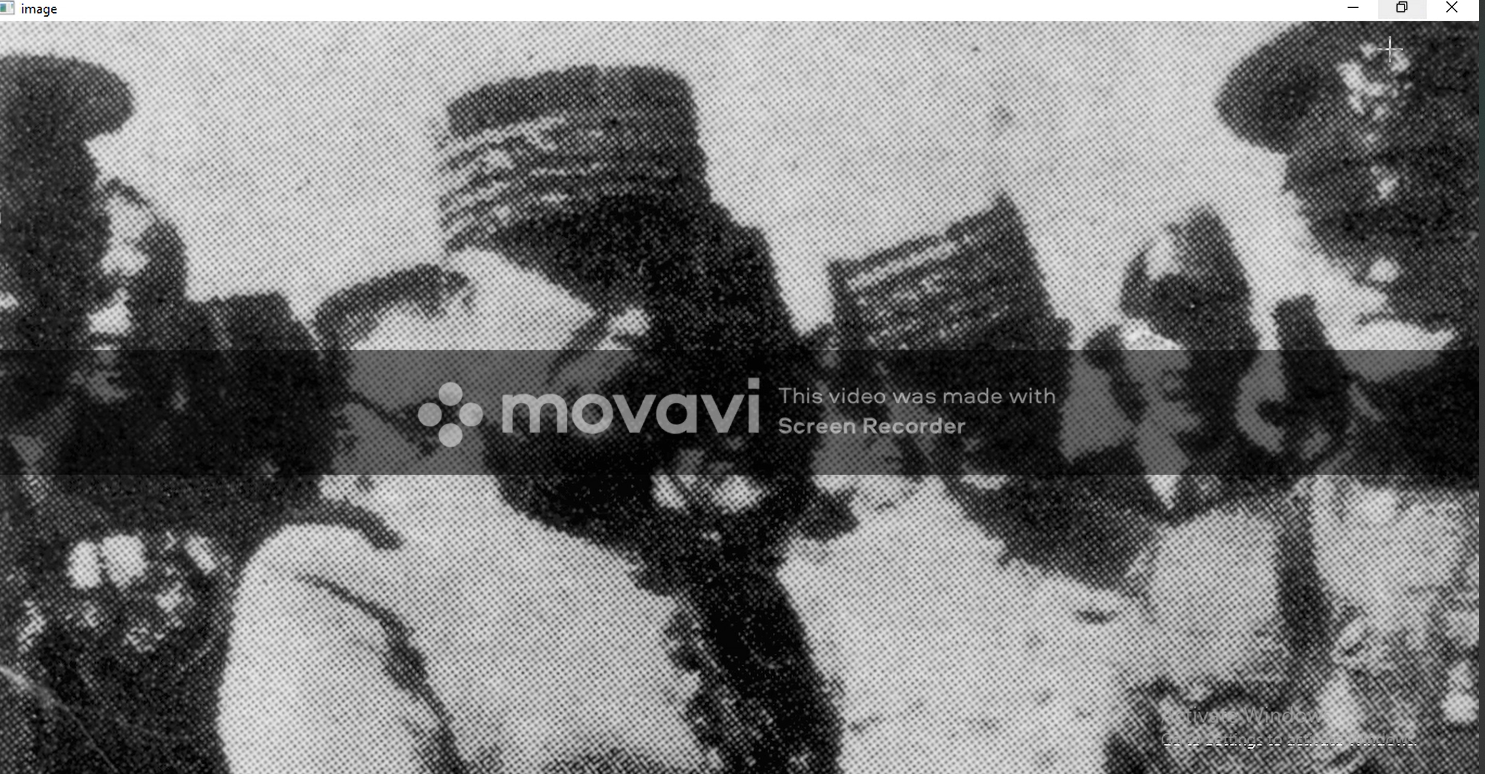 image
movavi
This video was made with
Screen Recorder
Activate Windows
Go to Settings to activate Windows.